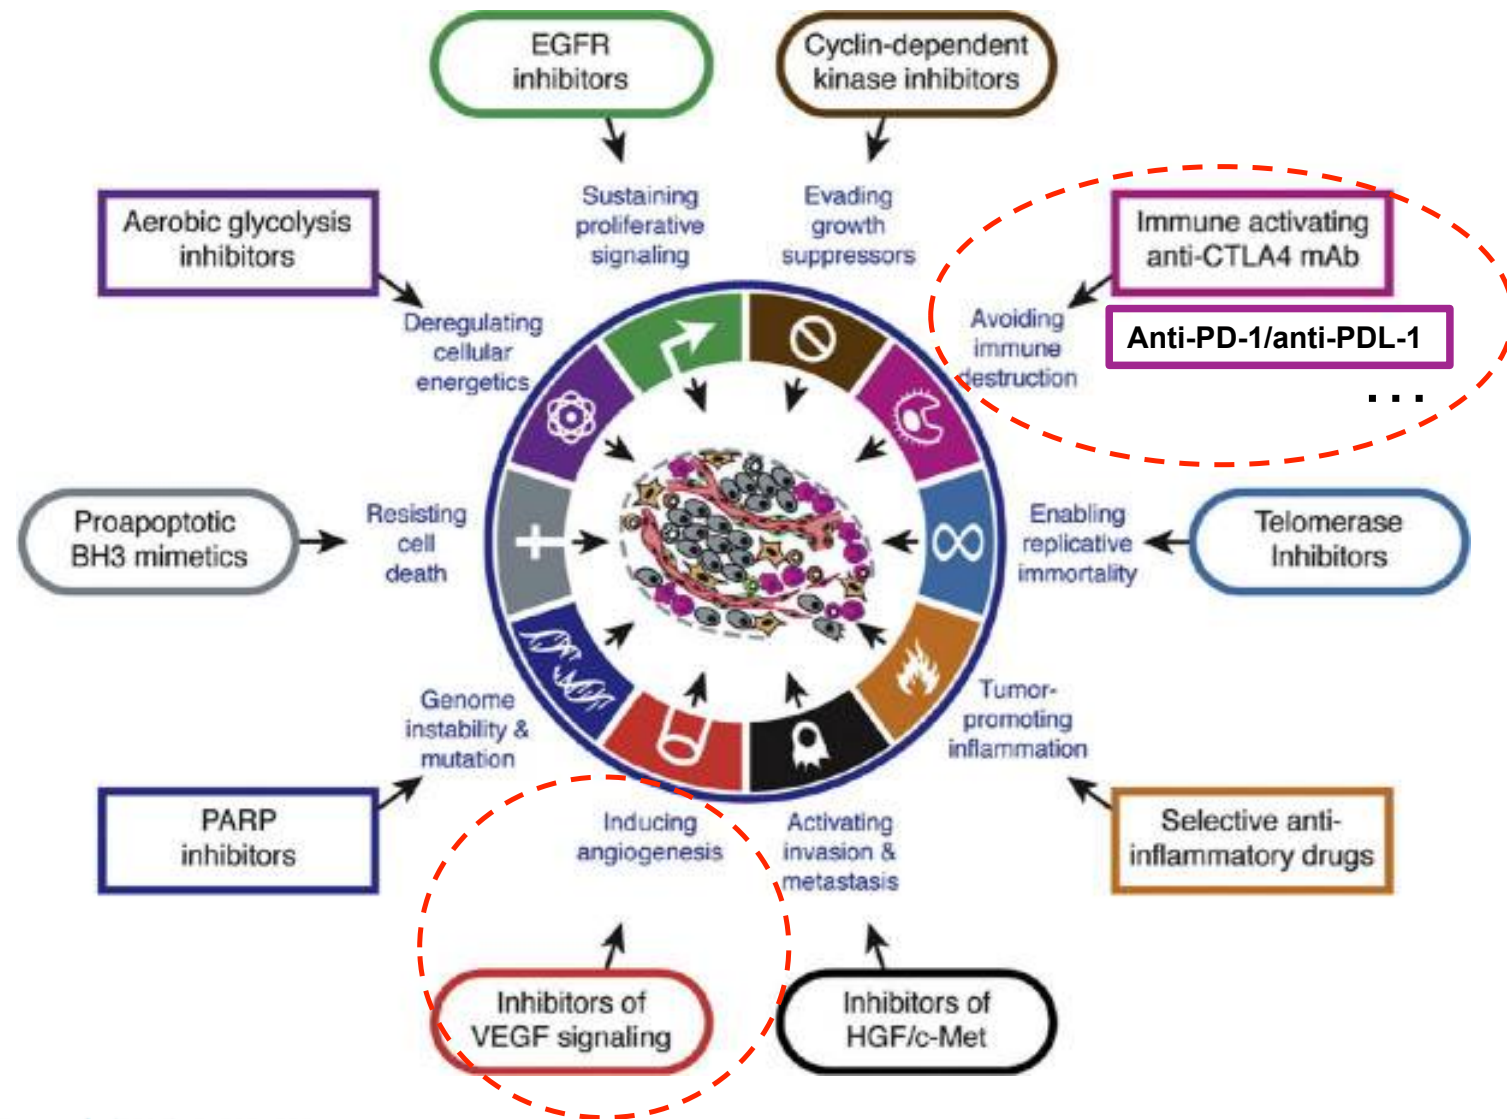 EGFR
inhibitors
Cyclin-dependent
kinase inhibitors
Sustaining
proliferative
signaling
Evading
growth
suppressors
Aerobic glycolysis
inhibitors
Immune activating
anti-CTLA4 mAb
Deregulating
cellular
energetics
Avoiding
immune
destruction
Anti-PD-1/anti-PDL-1
...
Proapoptotic
BH3 mimetics
Resisting
cell
death
Enabling
replicative
immortality
Telomerase
Inhibitors
Genome
instability &
mutation
Tumor-
promoting
inflammation
PARP
inhibitors
Inducing
angiogenesis
Activating
invasion &
metastasis
Selective anti-
inflammatory drugs
Inhibitors of
VEGF signaling
Inhibitors of
HGF/c-Met